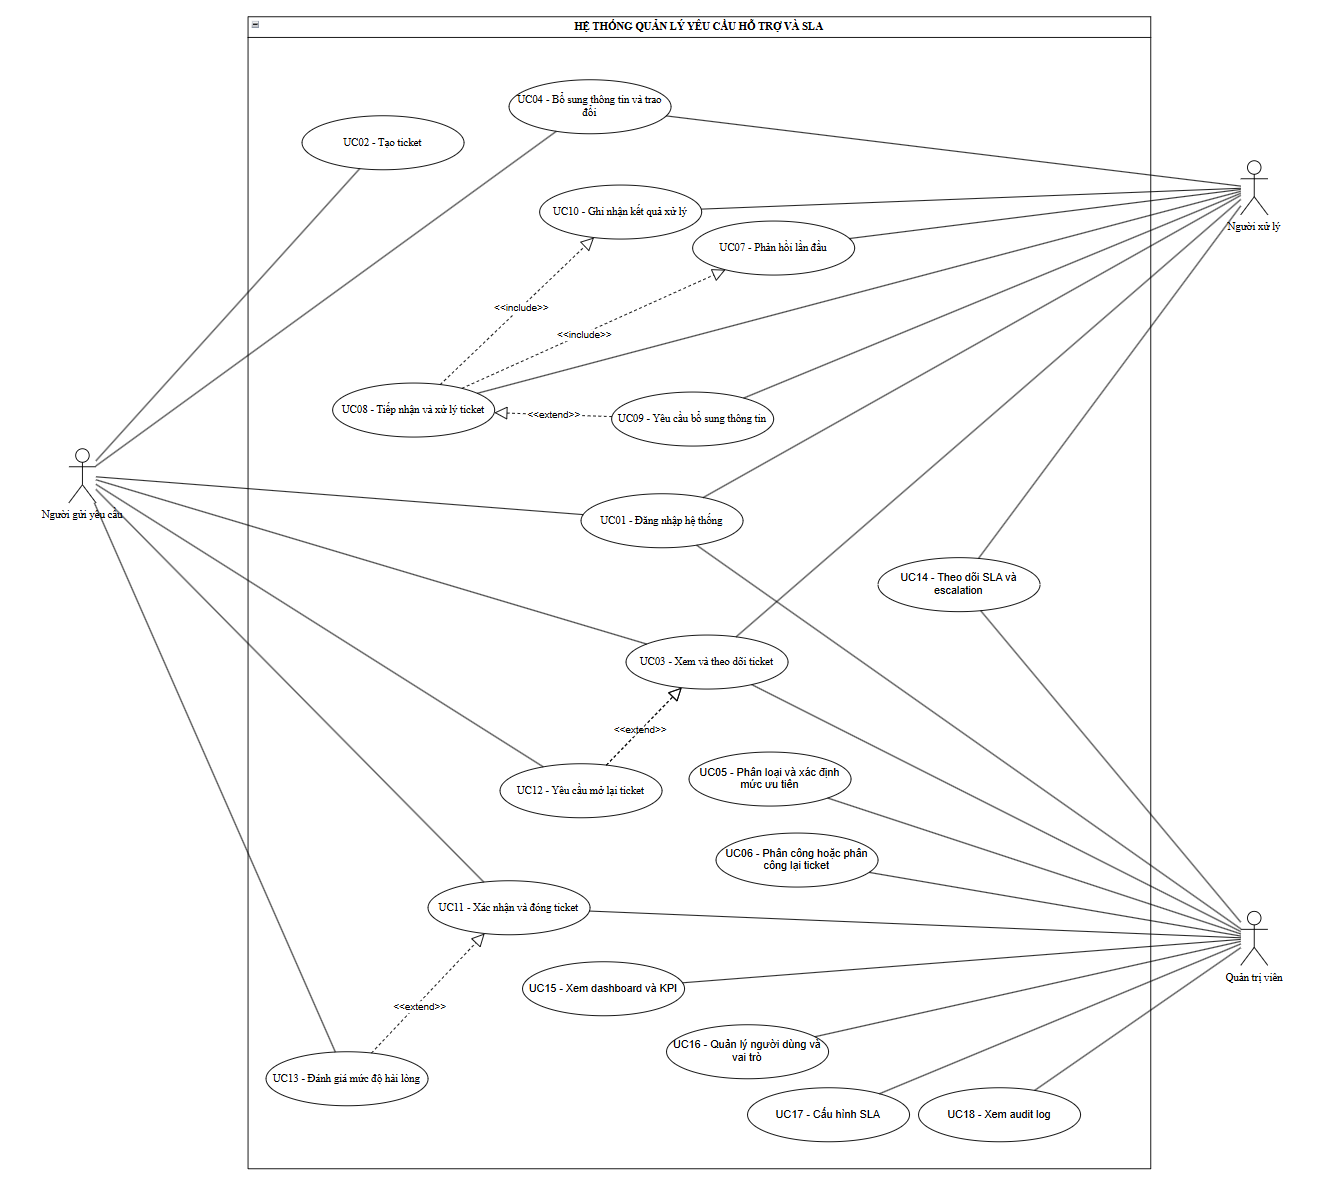 HỆ THỐNG QUẢN LÝ YÊU CẦU HỖ TRỢ VÀ SLA
UC04 - Bổ sung thông tin và trao
đổi
UC02 - Tạo ticket
UC10 - Ghi nhận kết quả xử lý
Người xử lý
UC07 - Phản hồi lần đầu
<<include>>
<<include>>
UC08 - Tiếp nhận và xử lý ticket
<<extend>>
UC09 - Yêu cầu bổ sung thông tin
Người gửi yêu cầu
UC01 - Đăng nhập hệ thống
UC14 - Theo dõi SLA và
escalation
UC03 - Xem và theo dõi ticket
<<extend>>
UC05 - Phân loại và xác định
mức ưu tiên
UC12 - Yêu cầu mở lại ticket
UC06 - Phân công hoặc phân
công lại ticket
UC11 - Xác nhận và đóng ticket
Quản trị viên
UC15 - Xem dashboard và KPI
<<extend>>
UC16 - Quản lý người dùng và
vai trò
UC13 - Đánh giá mức độ hài lòng
UC17 - Cấu hình SLA
UC18 - Xem audit log